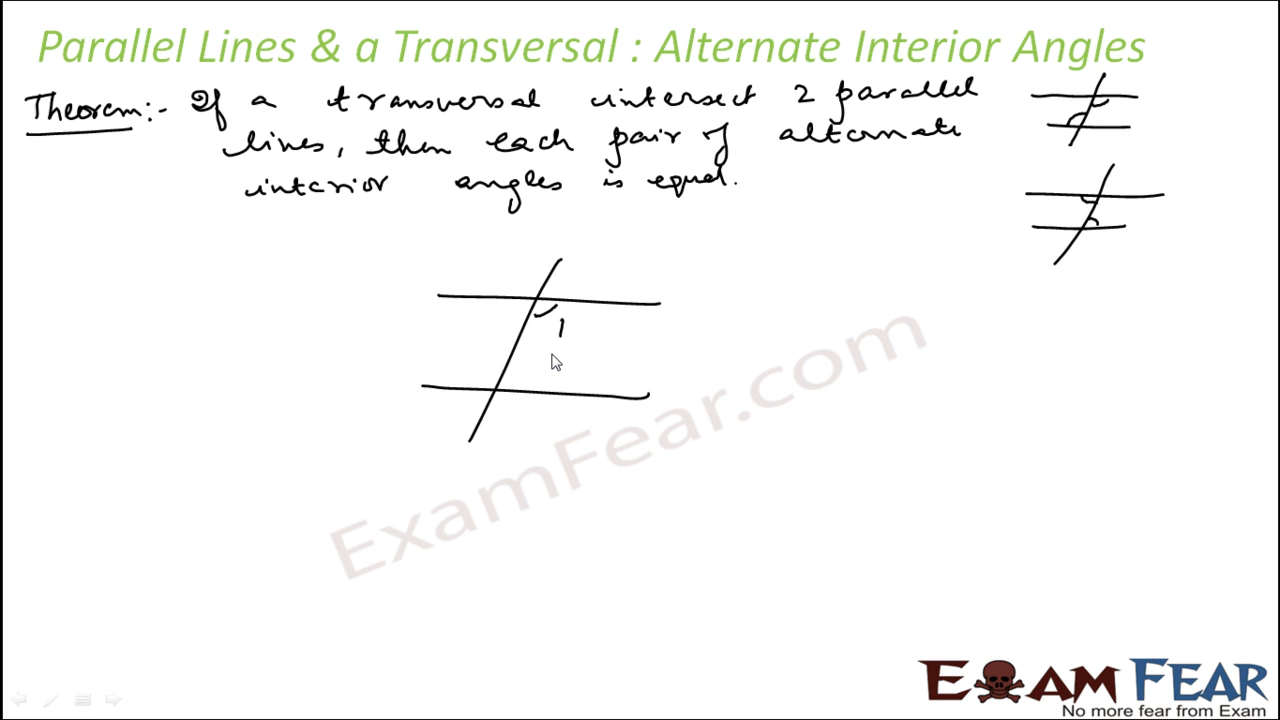 Parallel Lines & a Transversal : Alternate Interior Angles
Theorem:- If a transversal intersect 2 parallel
lines, then each pair of alternate
interior angles is equal.
1
ExamFear.com
EXAM FEAR
No more fear from Exam